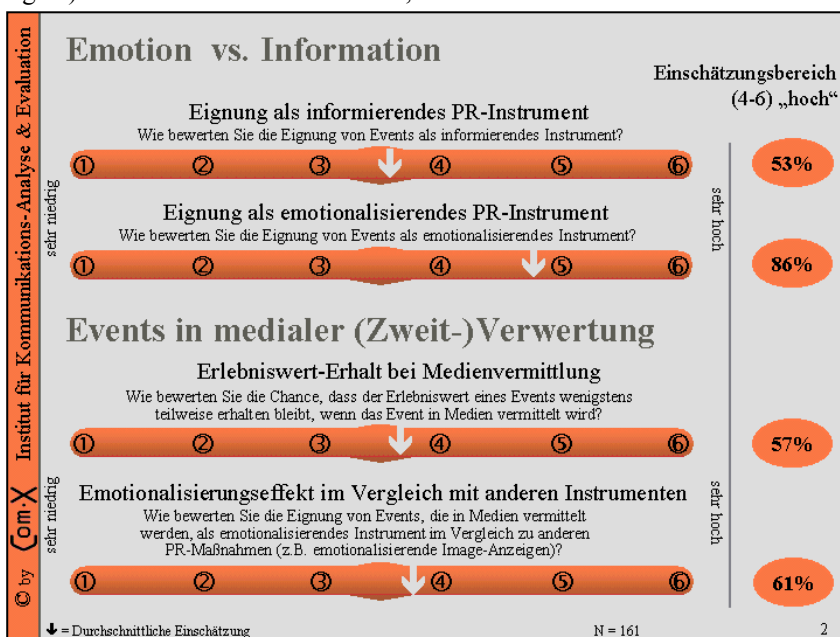 Emotion vs. Information
Einschätzungsbereich
(4-6) „hoch“
Eignung als informierendes PR-Instrument
Wie bewerten Sie die Eignung von Events als informierendes Instrument?
① ② ③ ④ ⑤ ⑥
53%
Eignung als emotionalisierendes PR-Instrument
Wie bewerten Sie die Eignung von Events als emotionalisierendes Instrument?
① ② ③ ④ ⑤ ⑥
86%
sehr niedrig
sehr hoch
Events in medialer (Zweit-)Verwertung
Erlebniswert-Erhalt bei Medienvermittlung
Wie bewerten Sie die Chance, dass der Erlebniswert eines Events wenigstens
teilweise erhalten bleibt, wenn das Event in Medien vermittelt wird?
① ② ③ ④ ⑤ ⑥
57%
Emotionalisierungseffekt im Vergleich mit anderen Instrumenten
Wie bewerten Sie die Eignung von Events, die in Medien vermittelt
werden, als emotionalisierendes Instrument im Vergleich zu anderen
PR-Maßnahmen (z.B. emotionalisierende Image-Anzeigen)?
① ② ③ ④ ⑤ ⑥
61%
sehr niedrig
sehr hoch
= Durchschnittliche Einschätzung
N = 161
2
© by Com·X Institut für Kommunikations-Analyse & Evaluation